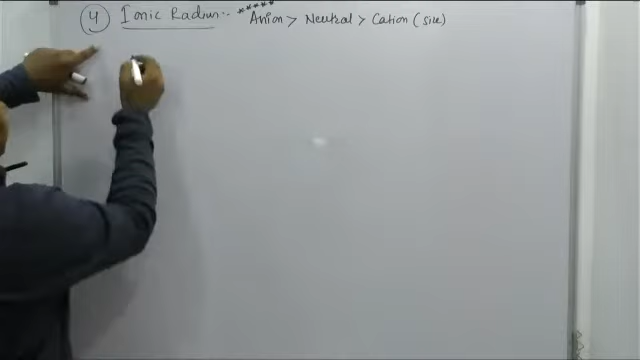 4 Ionic Radius:- ***** Anion > Neutral > Cation (size)